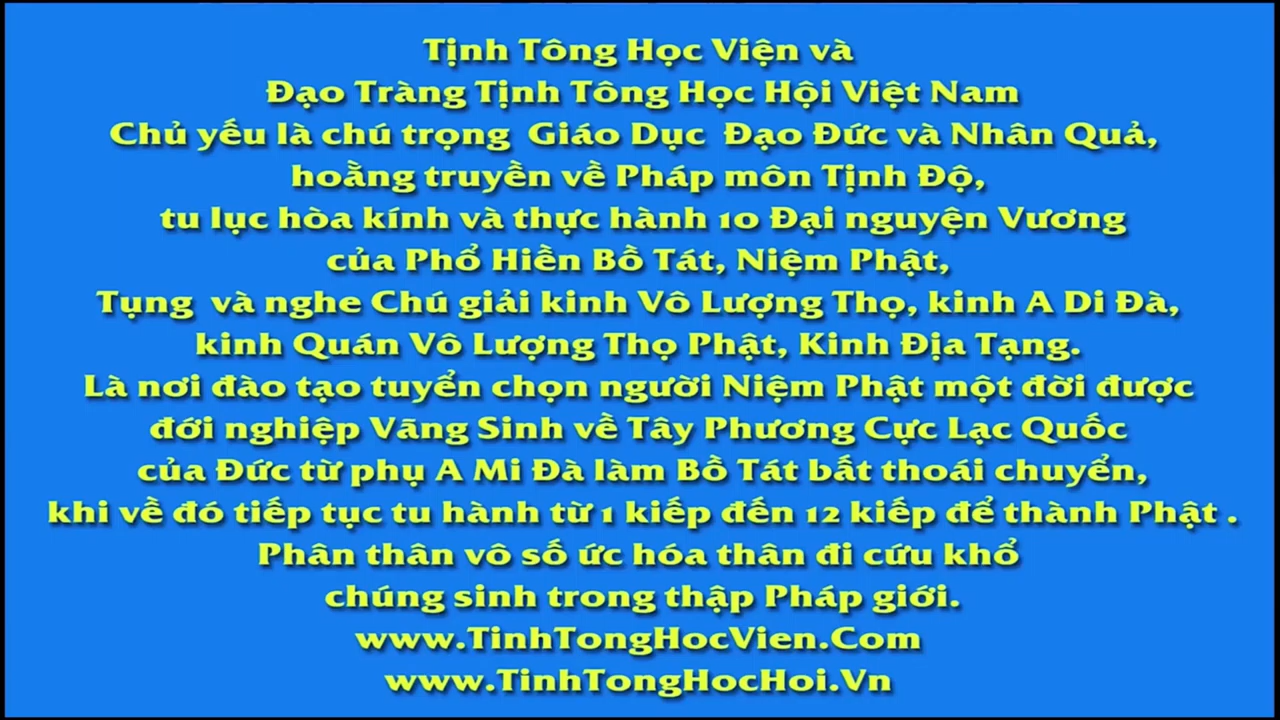 Tịnh Tông Học Viện và
Đạo Tràng Tịnh Tông Học Hội Việt Nam
Chủ yếu là chú trọng Giáo Dục Đạo Đức và Nhân Quả,
hoằng truyền về Pháp môn Tịnh Độ,
tu lục hòa kính và thực hành 10 Đại nguyện Vương
của Phổ Hiền Bồ Tát, Niệm Phật,
Tụng và nghe Chú giải kinh Vô Lượng Thọ, kinh A Di Đà,
kinh Quán Vô Lượng Thọ Phật, Kinh Địa Tạng.
Là nơi đào tạo tuyển chọn người Niệm Phật một đời được
đới nghiệp Vãng Sinh về Tây Phương Cực Lạc Quốc
của Đức từ phụ A Mi Đà làm Bồ Tát bất thoái chuyển,
khi về đó tiếp tục tu hành từ 1 kiếp đến 12 kiếp để thành Phật .
Phân thân vô số ức hóa thân đi cứu khổ
chúng sinh trong thập Pháp giới.
www.TinhTongHocVien.Com
www.TinhTongHocHoi.Vn